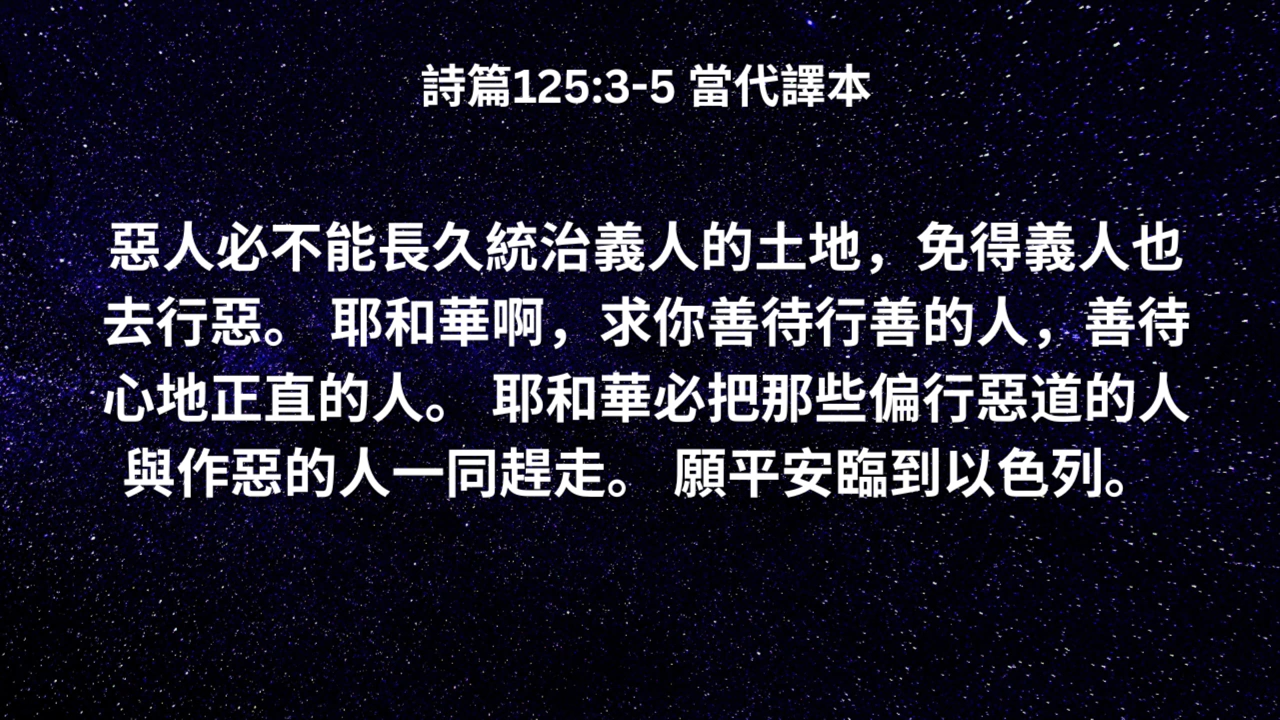 詩篇125:3-5 當代譯本
惡人必不能長久統治義人的土地，免得義人也
去行惡。 耶和華啊，求你善待行善的人，善待
心地正直的人。 耶和華必把那些偏行惡道的人
與作惡的人一同趕走。 願平安臨到以色列。